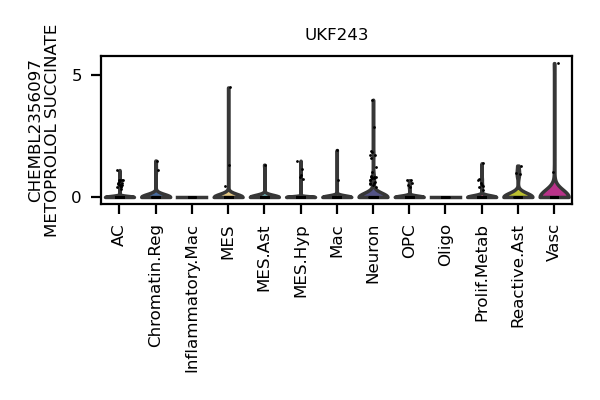 UKF243
CHEMBL2356097
METOPROLOL SUCCINATE
5
0
AC
Chromatin.Reg
Inflammatory.Mac
MES
MES.Ast
MES.Hyp
Mac
Neuron
OPC
Oligo
Prolif.Metab
Reactive.Ast
Vasc